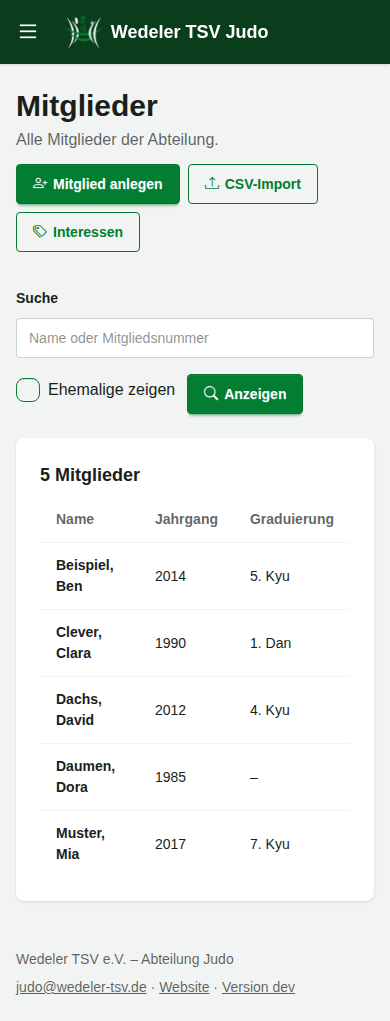 Wedeler TSV Judo
Mitglieder
Alle Mitglieder der Abteilung.
Mitglied anlegen
CSV-Import
Interessen
Suche
Name oder Mitgliedsnummer
Ehemalige zeigen
Anzeigen
5 Mitglieder
Name Jahrgang Graduierung
Beispiel,
Ben 2014 5. Kyu
Clever,
Clara 1990 1. Dan
Dachs,
David 2012 4. Kyu
Daumen,
Dora 1985 –
Muster,
Mia 2017 7. Kyu
Wedeler TSV e.V. – Abteilung Judo
judo@wedeler-tsv.de · Website · Version dev